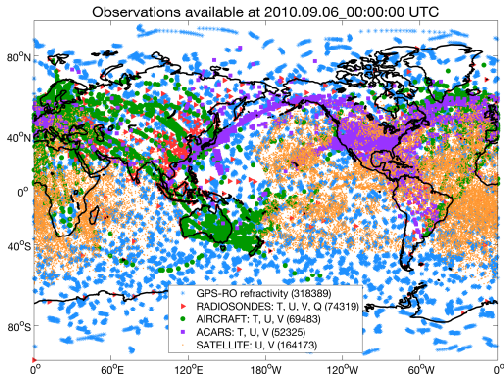 Observations available at 2010.09.06_00:00:00 UTC
80°N
40°N
0°
40°S
80°S
0°
60°E
120°E
180°W
120°W
60°W
0°
GPS-RO refractivity (318389)
RADIOSONDES: T, U, V, Q (74319)
AIRCRAFT: T, U, V (69483)
ACARS: T, U, V (52325)
SATELLITE: U, V (164173)